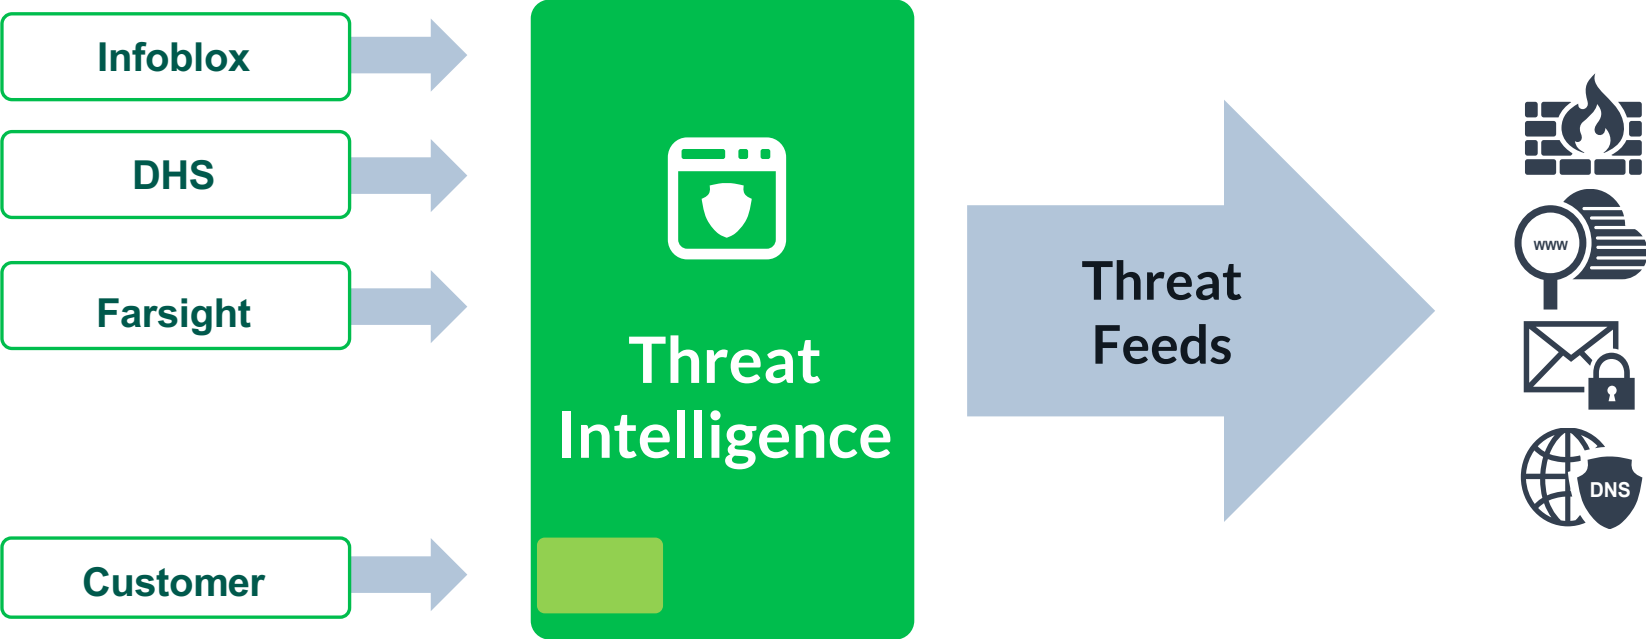 Infoblox
DHS
Farsight
Customer
Threat
Intelligence
Threat
Feeds
www
DNS